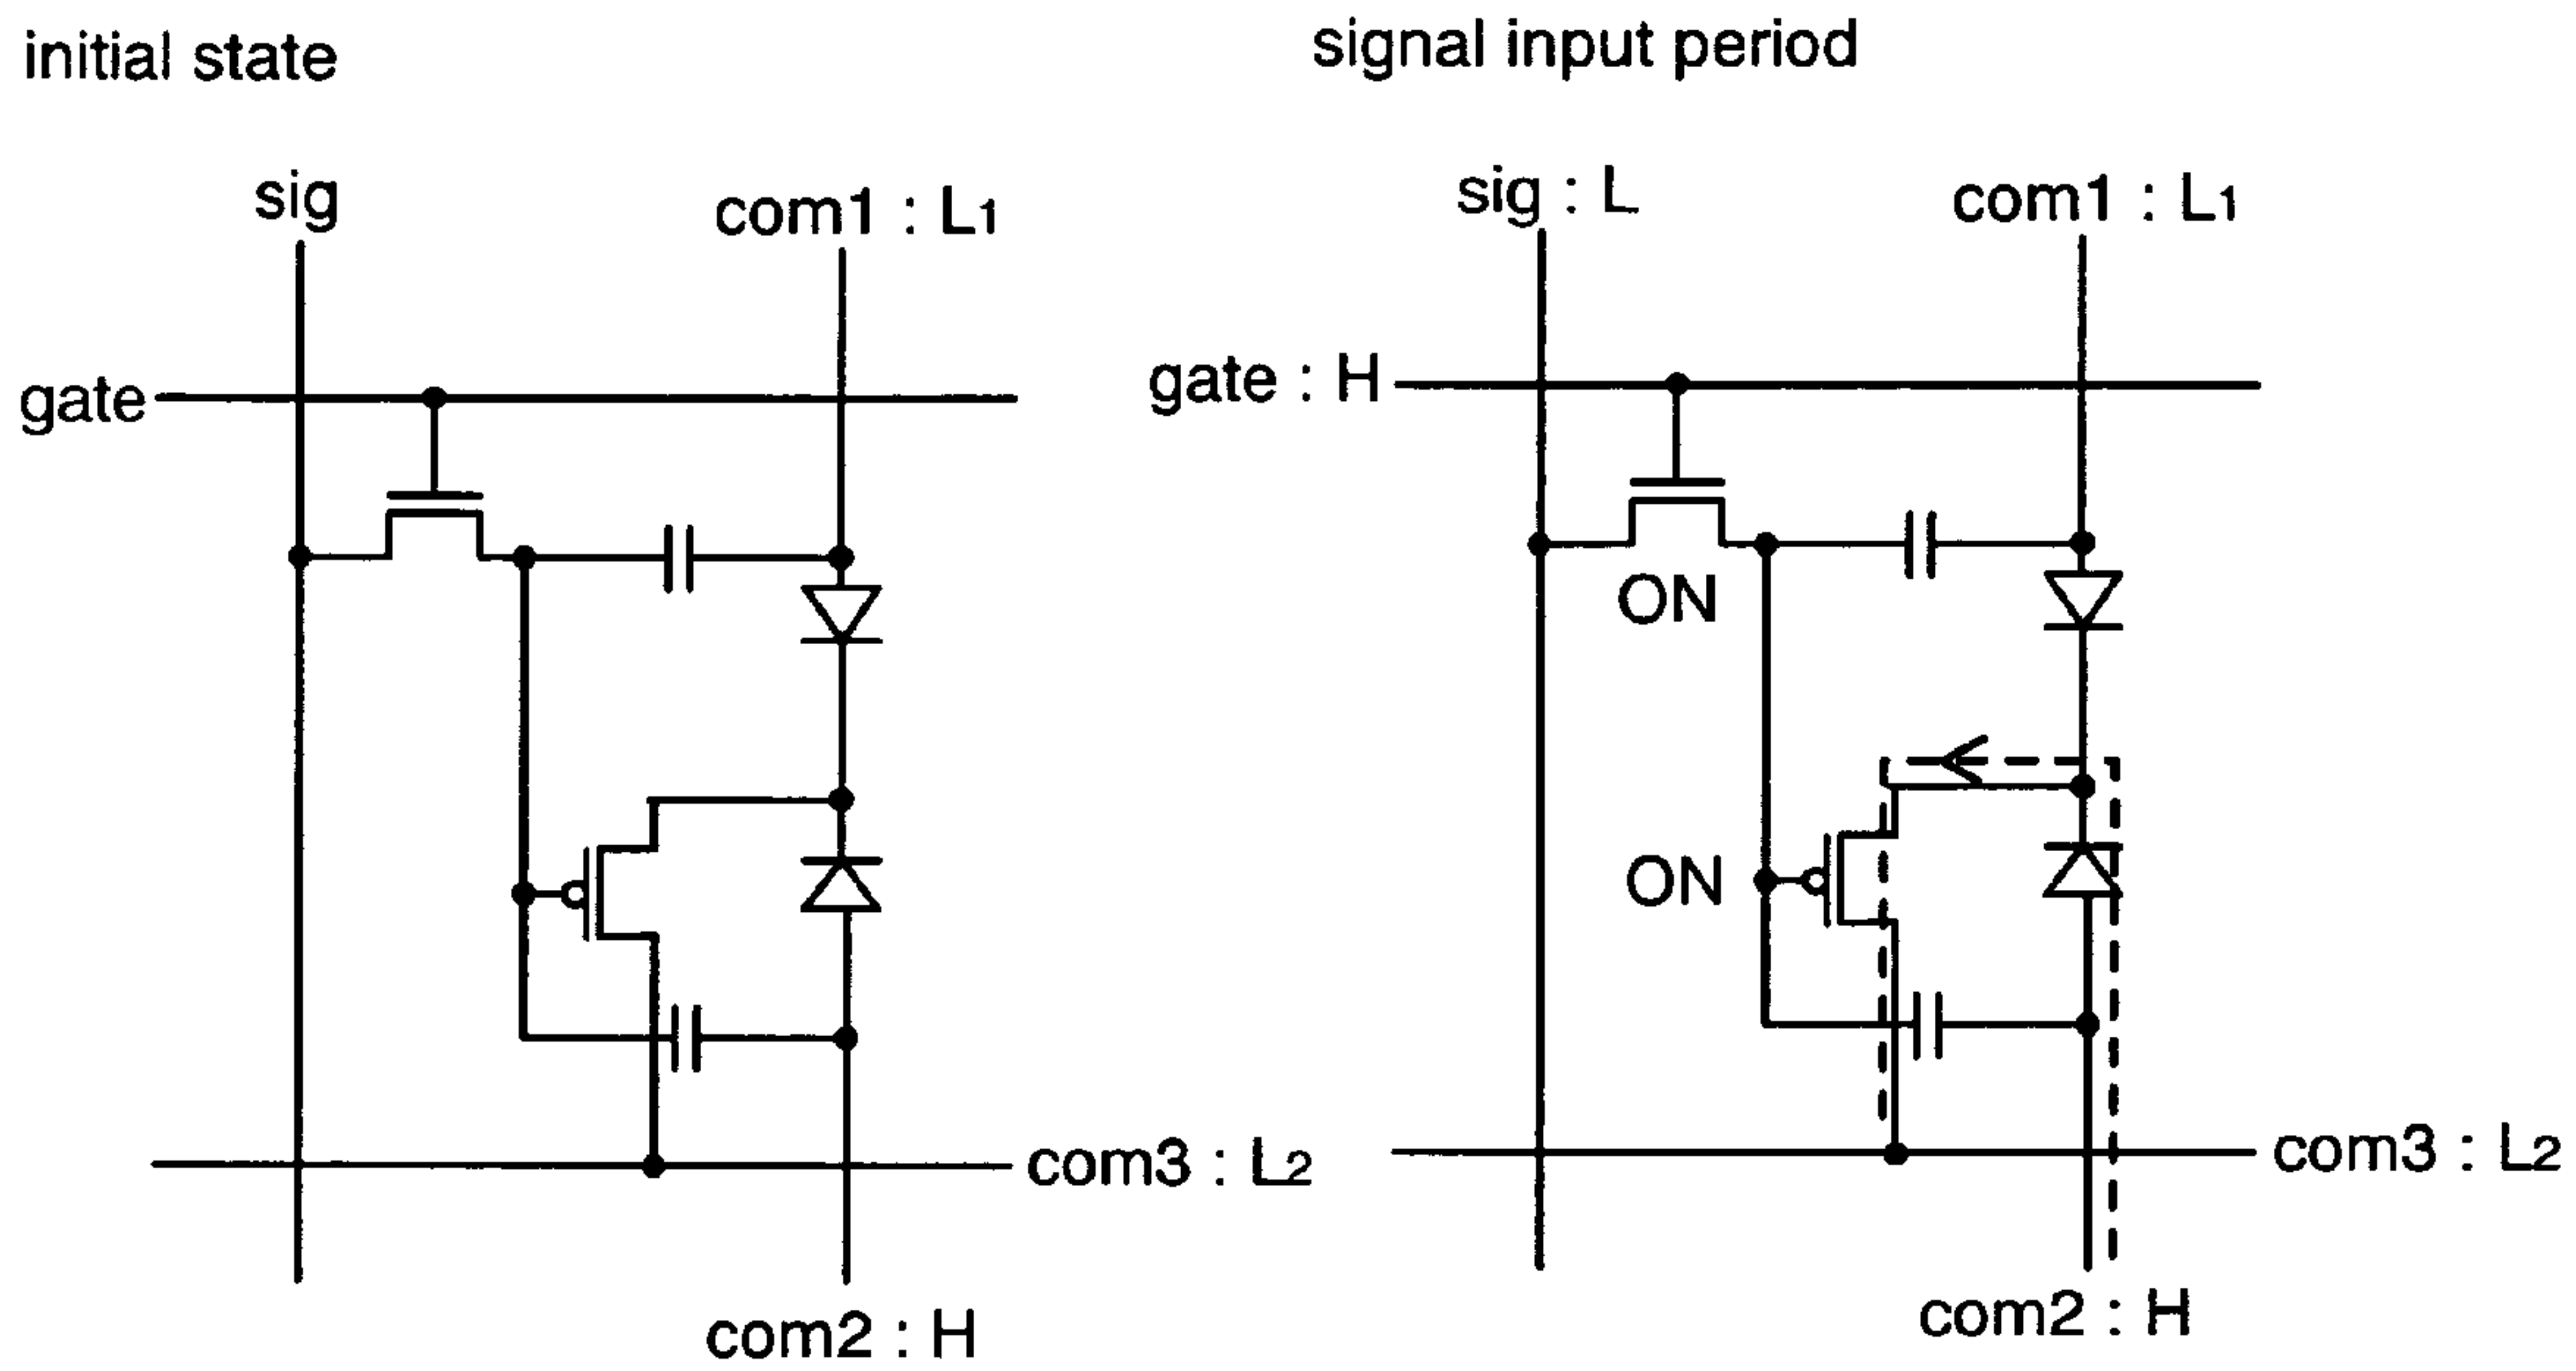 initial state
sig
com1 : L1
gate
com3 : L2
com2 : H
signal input period
sig : L
com1 : L1
gate : H
ON
ON
com3 : L2
com2 : H